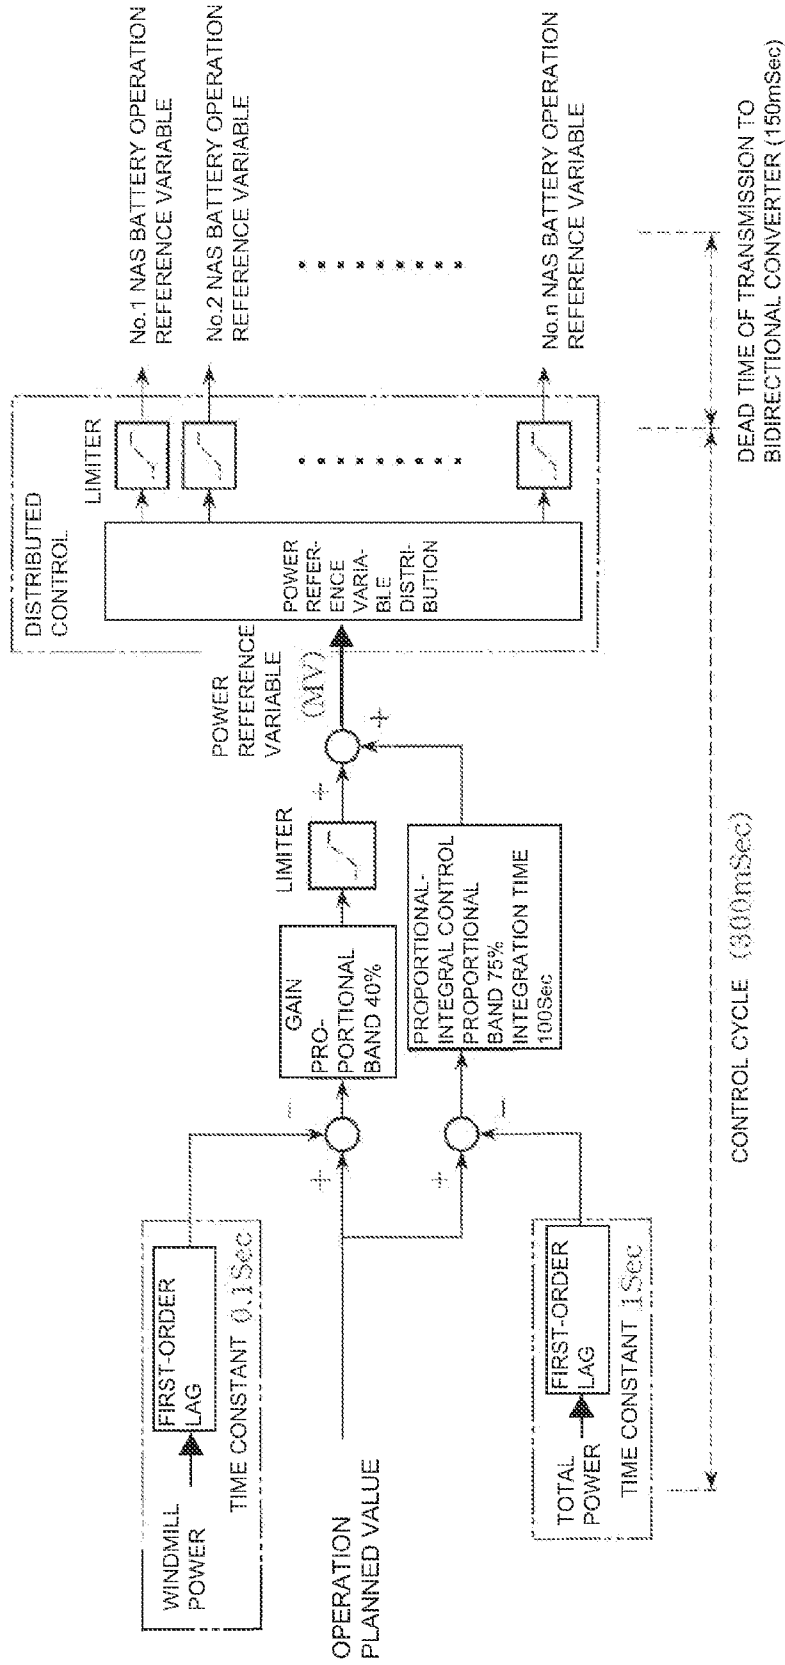 WINDMILL
POWER
FIRST-ORDER
LAG
TIME CONSTANT 0.1Sec
OPERATION
PLANNED VALUE
TOTAL
POWER
FIRST-ORDER
LAG
TIME CONSTANT 1Sec
+
−
+
−
GAIN
PRO-
PORTIONAL
BAND 40%
LIMITER
PROPORTIONAL-
INTEGRAL CONTROL
PROPORTIONAL
BAND 75%
INTEGRATION TIME
100Sec
+
+
POWER
REFERENCE
VARIABLE
(MV)
DISTRIBUTED
CONTROL
POWER
REFER-
ENCE
VARIA-
BLE
DISTRI-
BUTION
LIMITER
No.1 NAS BATTERY OPERATION
REFERENCE VARIABLE
No.2 NAS BATTERY OPERATION
REFERENCE VARIABLE
No.n NAS BATTERY OPERATION
REFERENCE VARIABLE
CONTROL CYCLE (300mSec)
DEAD TIME OF TRANSMISSION TO
BIDIRECTIONAL CONVERTER (150mSec)